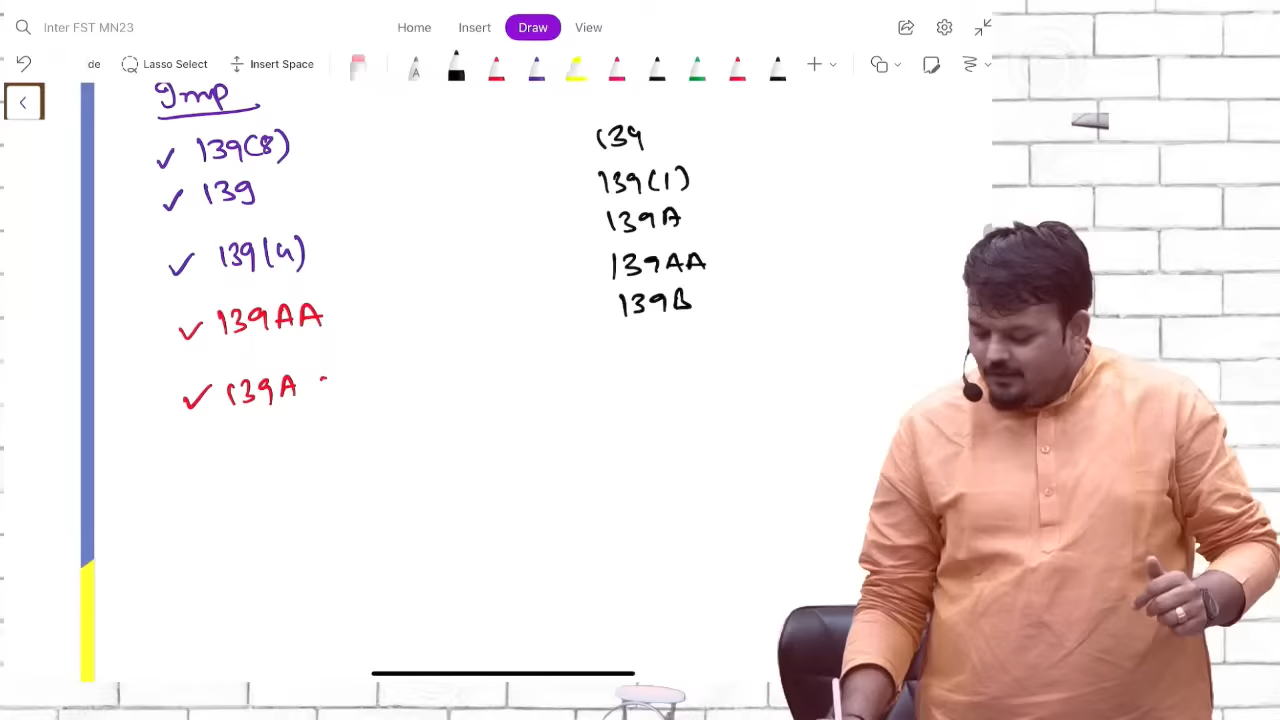 Inter FST MN23
Home Insert Draw View
de Lasso Select Insert Space
Imp
139(8)
139
139(4)
139AA
139A
139
139(1)
139A
139AA
139B